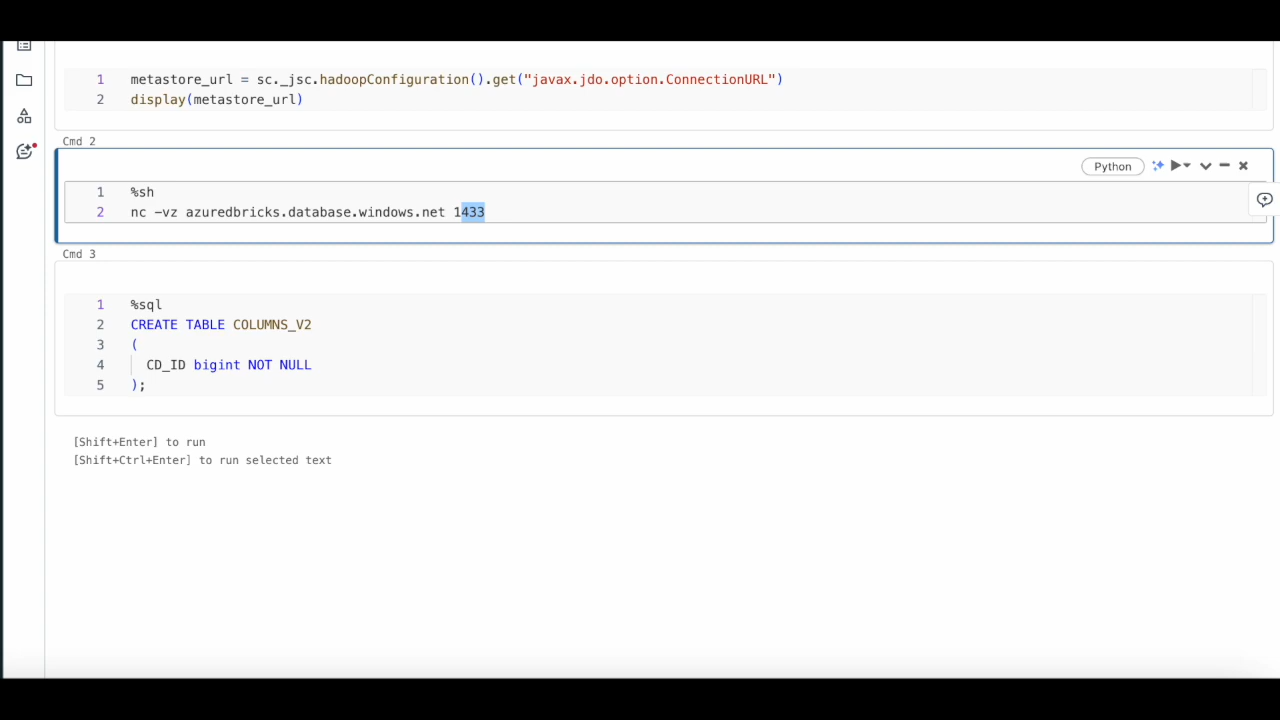 1 metastore_url = sc._jsc.hadoopConfiguration().get("javax.jdo.option.ConnectionURL")
2 display(metastore_url)
Cmd 2
Python
1 %sh
2 nc -vz azuredbricks.database.windows.net 1433
Cmd 3
1 %sql
2 CREATE TABLE COLUMNS_V2
3 (
4 CD_ID bigint NOT NULL
5 );
[Shift+Enter] to run
[Shift+Ctrl+Enter] to run selected text